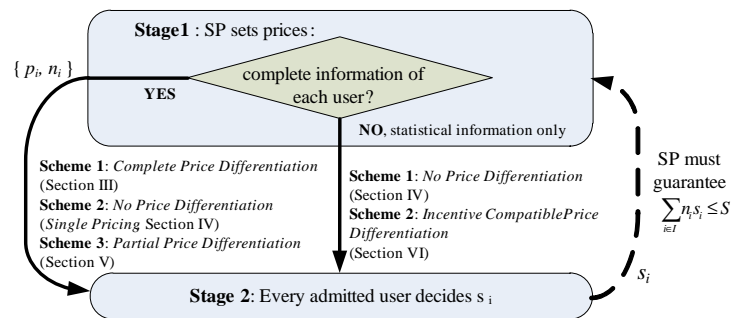 Stage1 : SP sets prices:
{ pi, ni }
complete information of
each user?
YES
NO, statistical information only
Scheme 1: Complete Price Differentiation
(Section III)
Scheme 2: No Price Differentiation
(Single Pricing Section IV)
Scheme 3: Partial Price Differentiation
(Section V)
Scheme 1: No Price Differentiation
(Section IV)
Scheme 2: Incentive CompatiblePrice
Differentiation
(Section VI)
SP must
guarantee
∑i∈I nisi ≤ S
si
Stage 2: Every admitted user decides s i